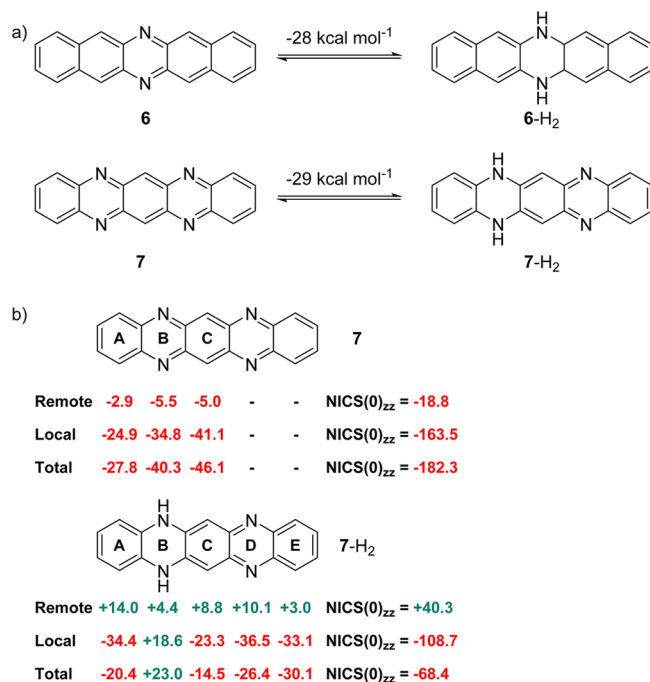 a)
N
N
-28 kcal mol⁻¹
H
N
N
H
6
6-H₂
N
N
N
N
-29 kcal mol⁻¹
H
N
N
N
H
N
7
7-H₂
b)
N
N
A B C
N
N
7
Remote -2.9 -5.5 -5.0 - - NICS(0)zz = -18.8
Local -24.9 -34.8 -41.1 - - NICS(0)zz = -163.5
Total -27.8 -40.3 -46.1 - - NICS(0)zz = -182.3
H
N
N
A B C D E
N
H
N
7-H₂
Remote +14.0 +4.4 +8.8 +10.1 +3.0 NICS(0)zz = +40.3
Local -34.4 +18.6 -23.3 -36.5 -33.1 NICS(0)zz = -108.7
Total -20.4 +23.0 -14.5 -26.4 -30.1 NICS(0)zz = -68.4